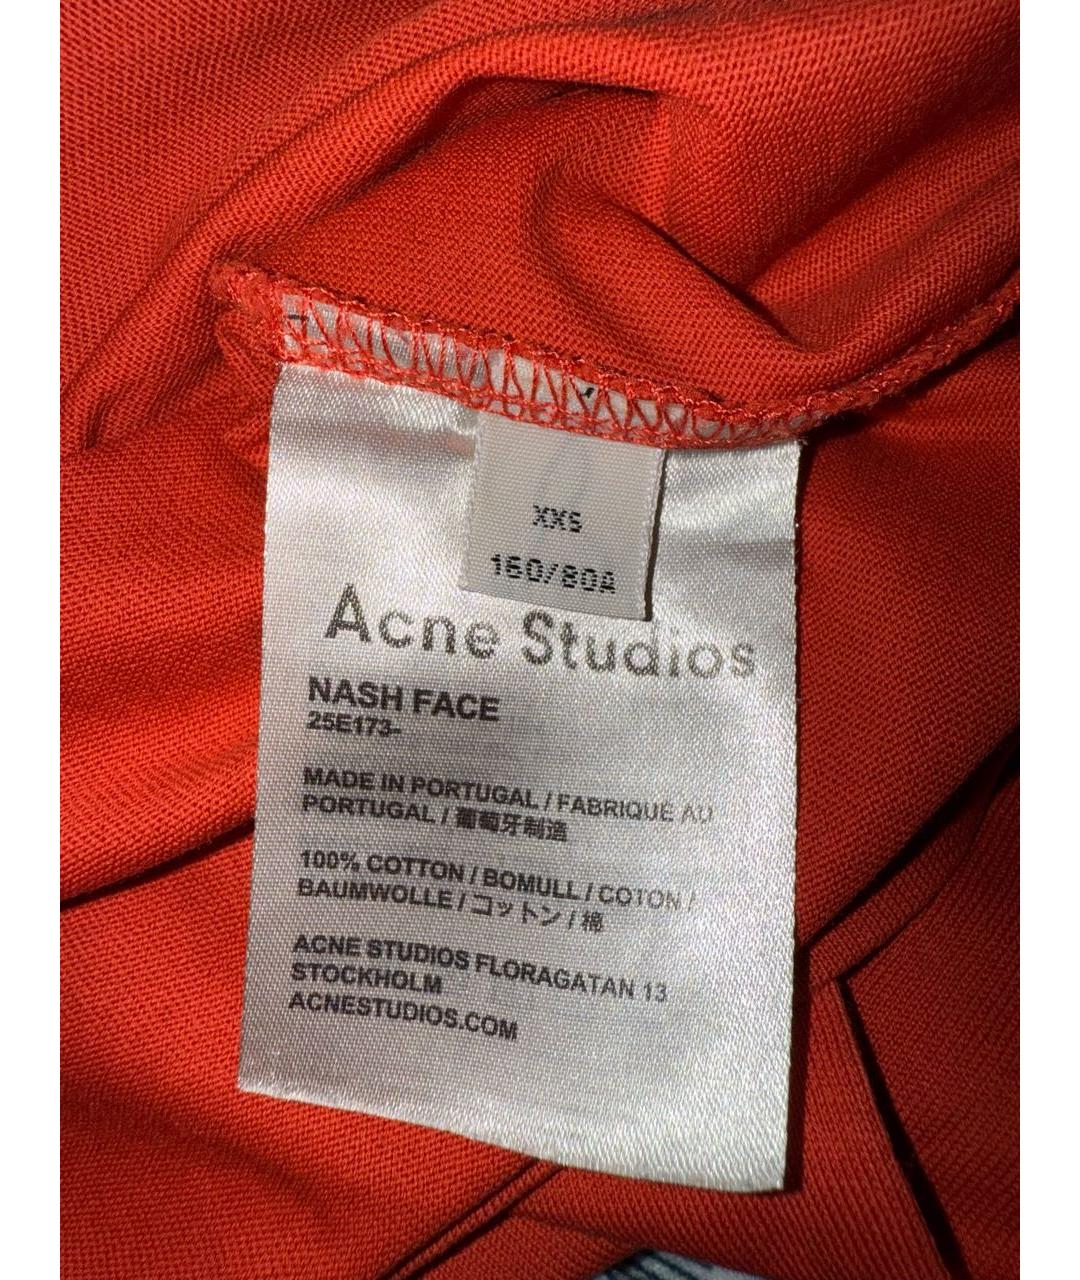 XXS
160/80A
Acne Studios
NASH FACE
25E173-
MADE IN PORTUGAL / FABRIQUE AU
PORTUGAL / 葡萄牙制造
100% COTTON / BOMULL / COTON /
BAUMWOLLE / コットン / 棉
ACNE STUDIOS FLORAGATAN 13
STOCKHOLM
ACNESTUDIOS.COM